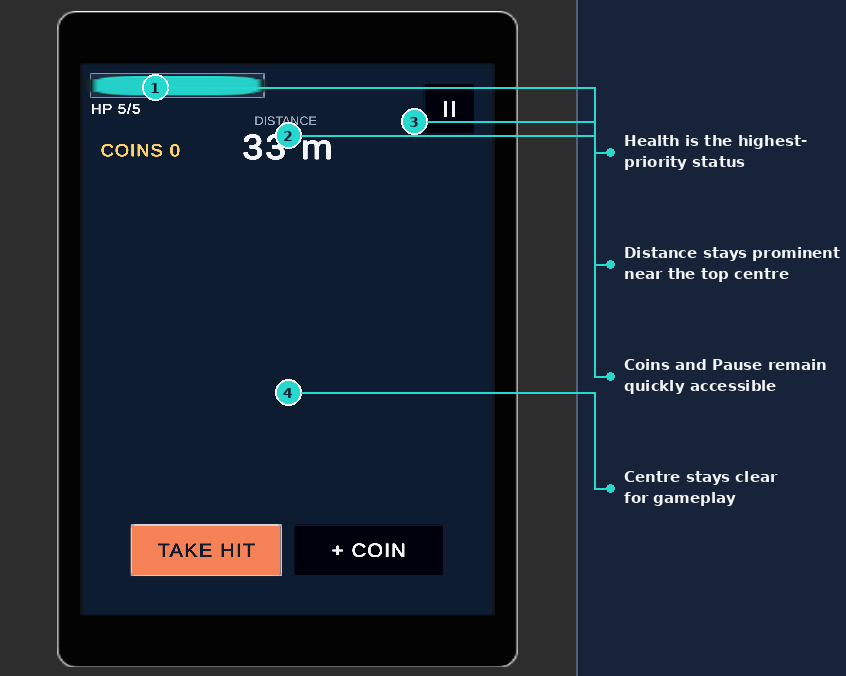 1
HP 5/5
DISTANCE
3
2
33 m
COINS 0
4
TAKE HIT
+ COIN
Health is the highest-
priority status
Distance stays prominent
near the top centre
Coins and Pause remain
quickly accessible
Centre stays clear
for gameplay